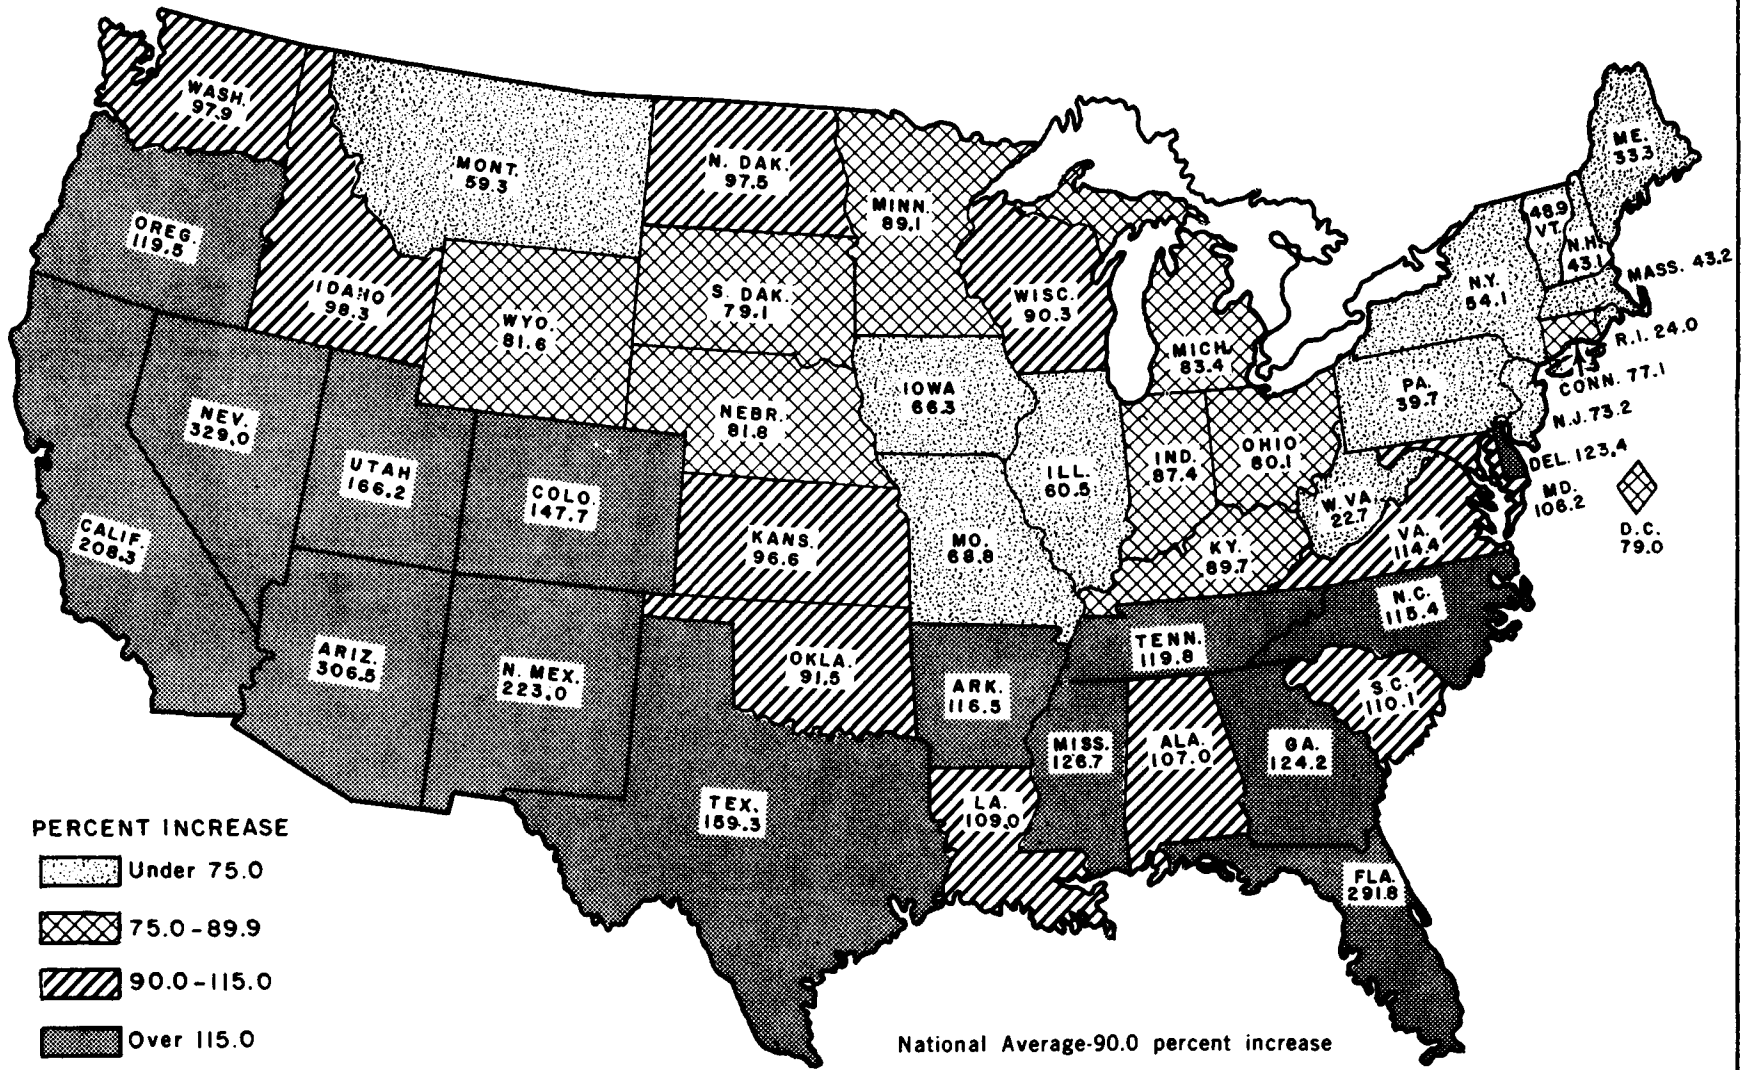 WASH.
97.9
MONT.
59.3
N. DAK.
97.5
MINN.
89.1
ME.
33.3
OREG.
119.5
IDAHO
98.3
WYO.
81.6
S. DAK.
79.1
WISC.
90.3
MICH.
83.4
N.Y.
54.1
48.9
VT.
N.H.
43.1
MASS. 43.2
R.I. 24.0
CONN. 77.1
N.J. 73.2
NEV.
329.0
UTAH
166.2
COLO.
147.7
NEBR.
81.8
IOWA
66.3
ILL.
60.5
IND.
87.4
OHIO
80.1
PA.
39.7
DEL. 123.4
MD.
106.2
D.C.
79.0
CALIF.
208.3
KANS.
96.6
MO.
68.8
KY.
89.7
W. VA.
22.7
VA.
114.4
ARIZ.
306.5
N. MEX.
223.0
OKLA.
91.5
ARK.
116.5
TENN.
119.8
N.C.
115.4
S.C.
110.1
TEX.
159.3
LA.
109.0
MISS.
126.7
ALA.
107.0
GA.
124.2
FLA.
291.8
PERCENT INCREASE
Under 75.0
75.0-89.9
90.0-115.0
Over 115.0
National Average-90.0 percent increase